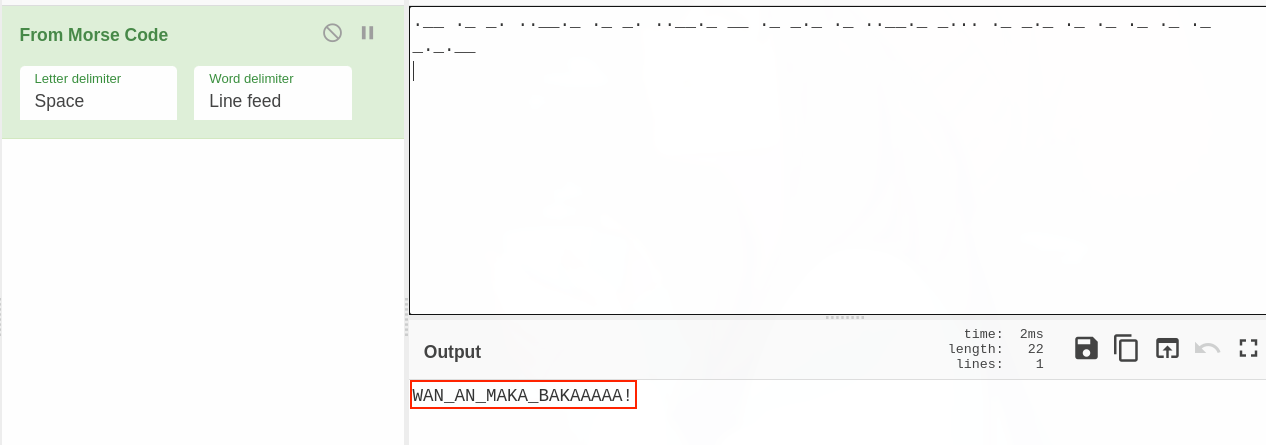 From Morse Code
Letter delimiter
Space
Word delimiter
Line feed
.__ ._ _. ..__._ ._ _. ..__._ __ ._ _._ ._ ..__._ _... ._ _._ ._ ._ ._ ._ ._
_._.__
Output
time: 2ms
length: 22
lines: 1
WAN_AN_MAKA_BAKAAAAA!